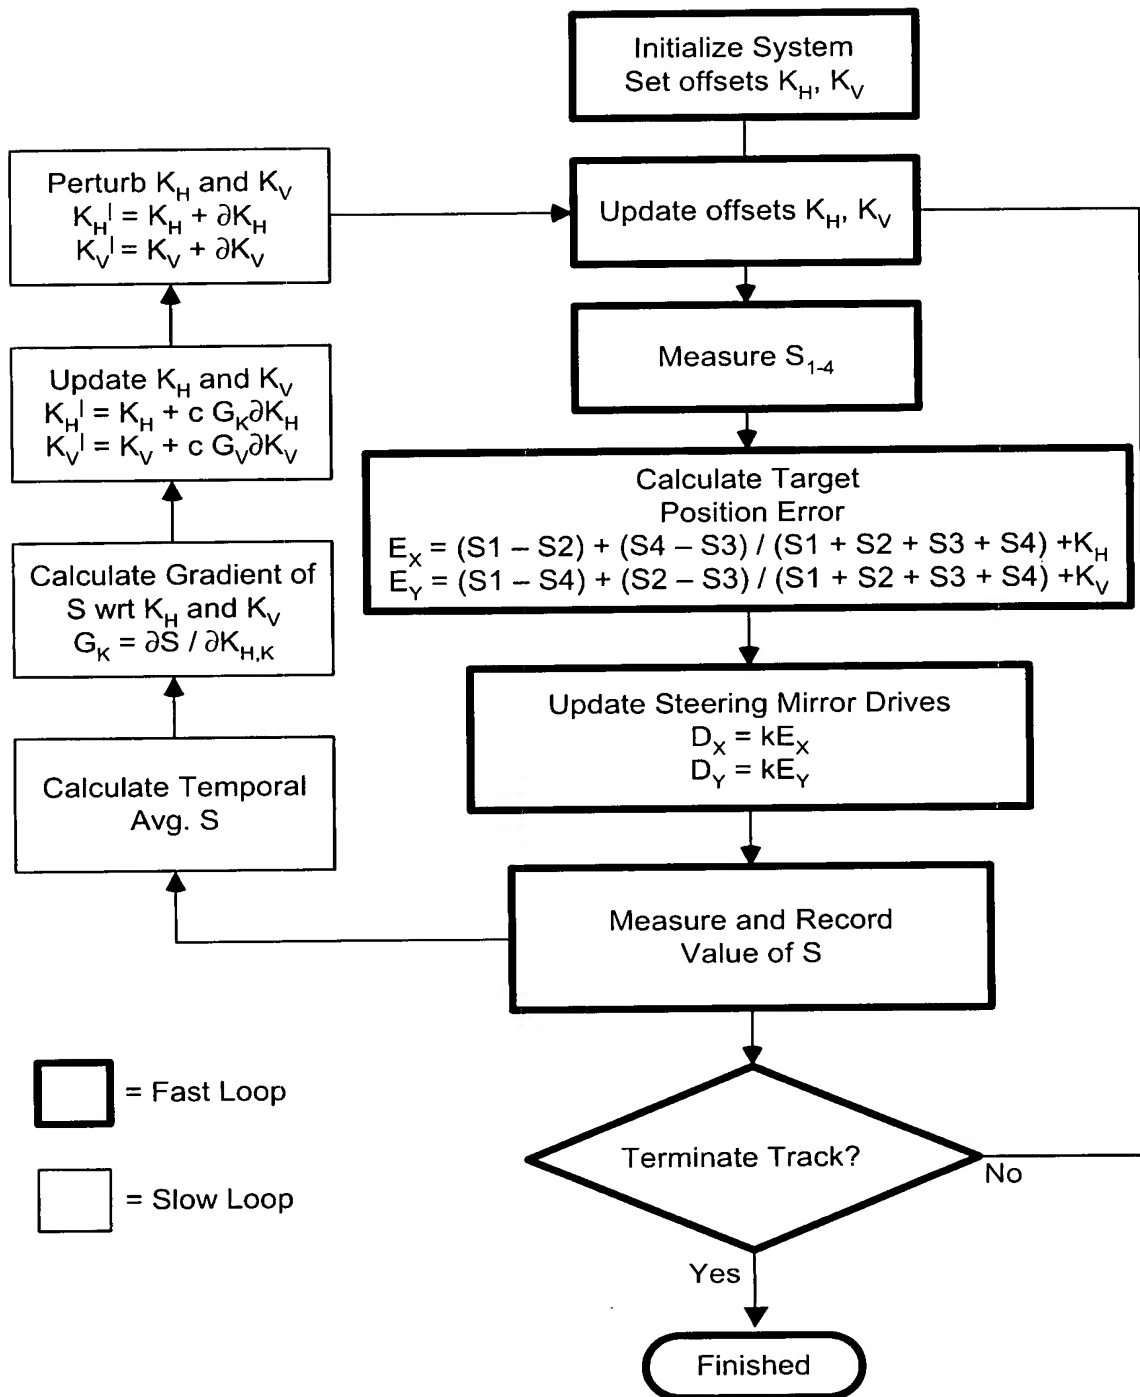 Initialize System
Set offsets K_H, K_V
Perturb K_H and K_V
K_H^| = K_H + ∂K_H
K_V^| = K_V + ∂K_V
Update offsets K_H, K_V
Measure S_1-4
Update K_H and K_V
K_H^| = K_H + c G_K∂K_H
K_V^| = K_V + c G_V∂K_V
Calculate Target
Position Error
E_X = (S1 – S2) + (S4 – S3) / (S1 + S2 + S3 + S4) +K_H
E_Y = (S1 – S4) + (S2 – S3) / (S1 + S2 + S3 + S4) +K_V
Calculate Gradient of
S wrt K_H and K_V
G_K = ∂S / ∂K_H,K
Update Steering Mirror Drives
D_X = kE_X
D_Y = kE_Y
Calculate Temporal
Avg. S
Measure and Record
Value of S
= Fast Loop
= Slow Loop
Terminate Track?
No
Yes
Finished